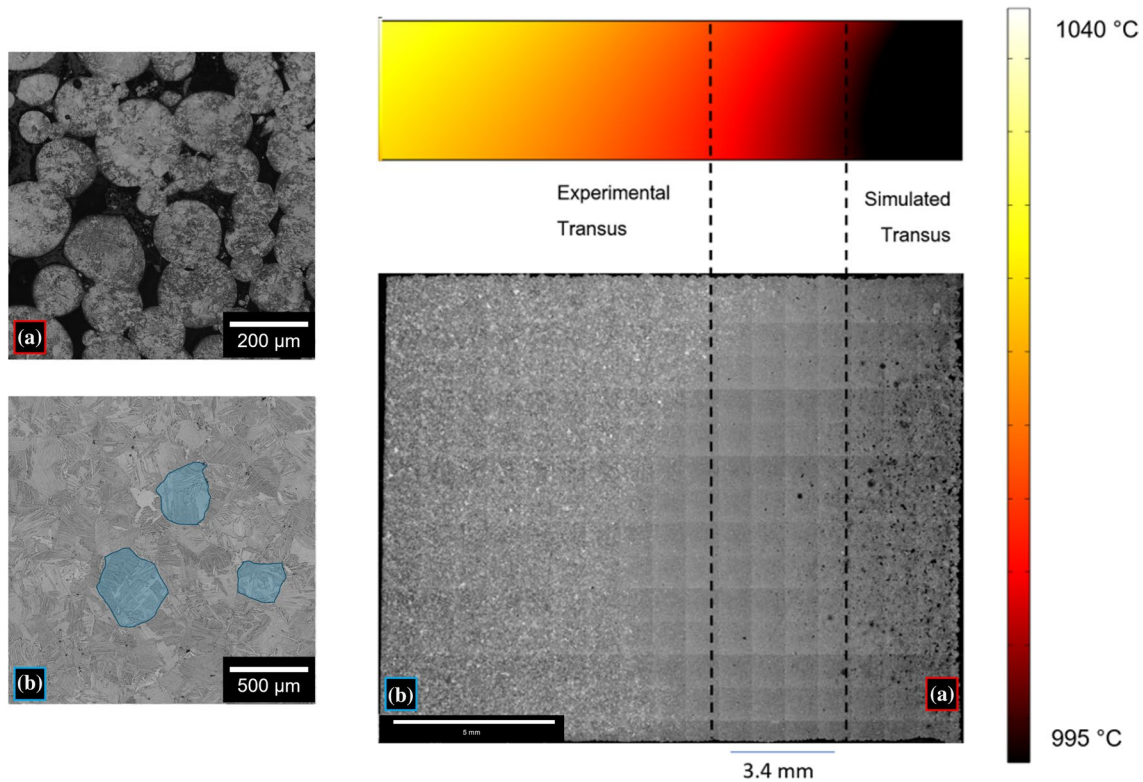 (a)
200 µm
(b)
500 µm
Experimental
Transus
Simulated
Transus
(b)
(a)
5 mm
3.4 mm
1040 °C
995 °C